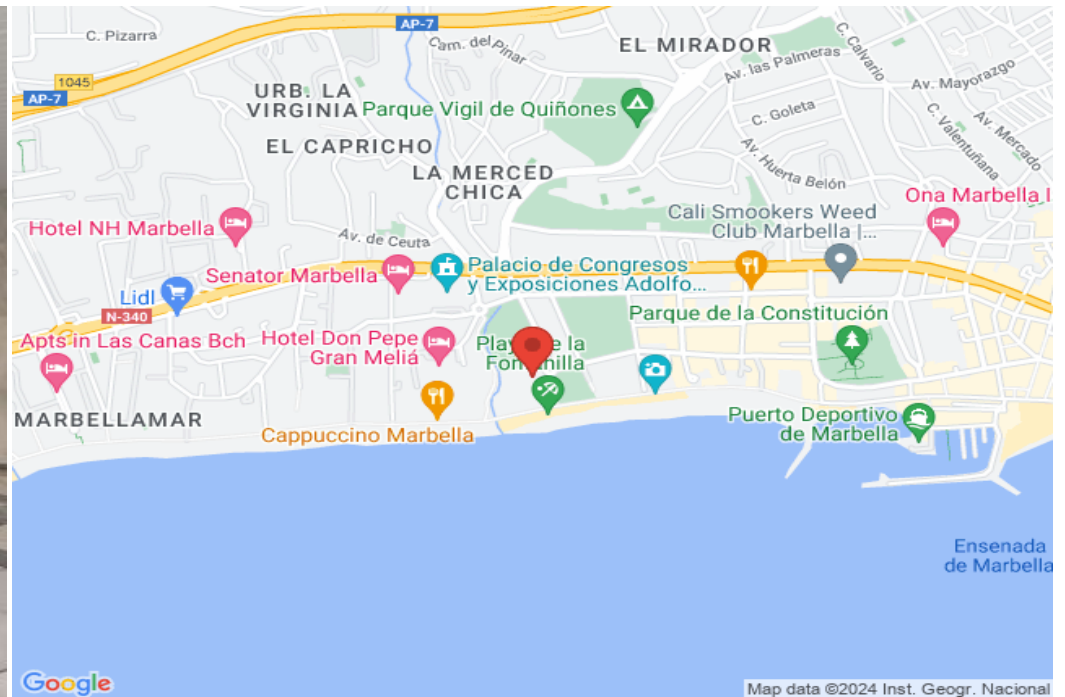 AP-7
C. Pizarra
Cam. del Pinar
EL MIRADOR
C. Calvario
1045
AP-7
URB. LA
VIRGINIA
Parque Vigil de Quiñones
Av. las Palmeras
Av. Mayorazgo
C. Goleta
C. Valentuñana
Av. Mercado
EL CAPRICHO
LA MERCED
CHICA
Av. Huerta Belón
Ona Marbella I
Hotel NH Marbella
Av. de Ceuta
Cali Smookers Weed
Club Marbella |...
Senator Marbella
Palacio de Congresos
y Exposiciones Adolfo...
Lidl
N-340
Parque de la Constitución
Apts in Las Canas Bch
Hotel Don Pepe
Gran Meliá
la
MARBELLAMAR
Cappuccino Marbella
Puerto Deportivo
de Marbella
Ensenada
de Marbella
Google
Map data ©2024 Inst. Geogr. Nacional